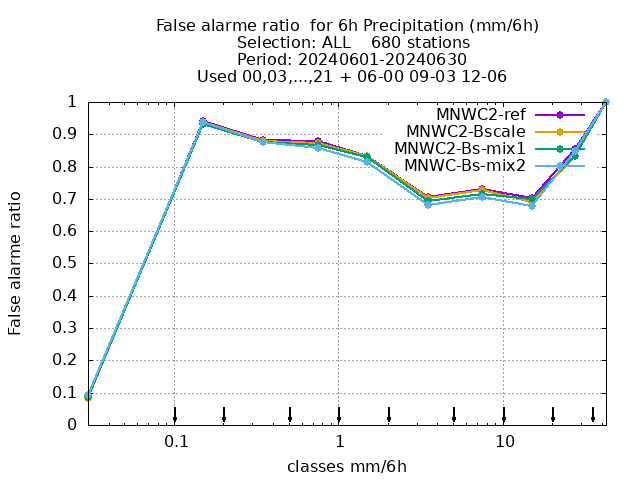 False alarme ratio  for 6h Precipitation (mm/6h)
Selection: ALL    680 stations
Period: 20240601-20240630
Used 00,03,...,21 + 06-00 09-03 12-06
MNWC2-ref
MNWC2-Bscale
MNWC2-Bs-mix1
MNWC-Bs-mix2
False alarme ratio
1
0.9
0.8
0.7
0.6
0.5
0.4
0.3
0.2
0.1
0
0.1 1 10
classes mm/6h